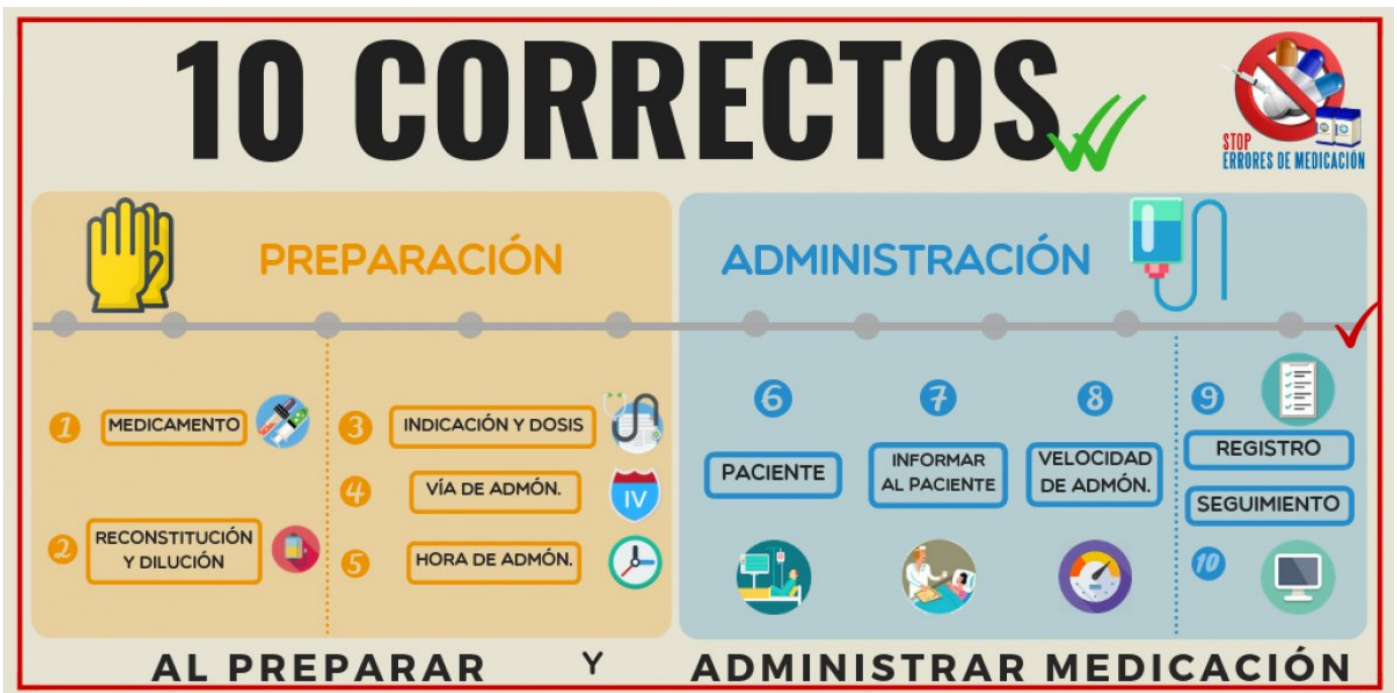 10 CORRECTOS
STOP
ERRORES DE MEDICACIÓN
PREPARACIÓN
1 MEDICAMENTO
2 RECONSTITUCIÓN
Y DILUCIÓN
3 INDICACIÓN Y DOSIS
4 VÍA DE ADMÓN.
IV
5 HORA DE ADMÓN.
ADMINISTRACIÓN
6
PACIENTE
7
INFORMAR
AL PACIENTE
8
VELOCIDAD
DE ADMÓN.
9
REGISTRO
SEGUIMIENTO
10
AL PREPARAR Y ADMINISTRAR MEDICACIÓN